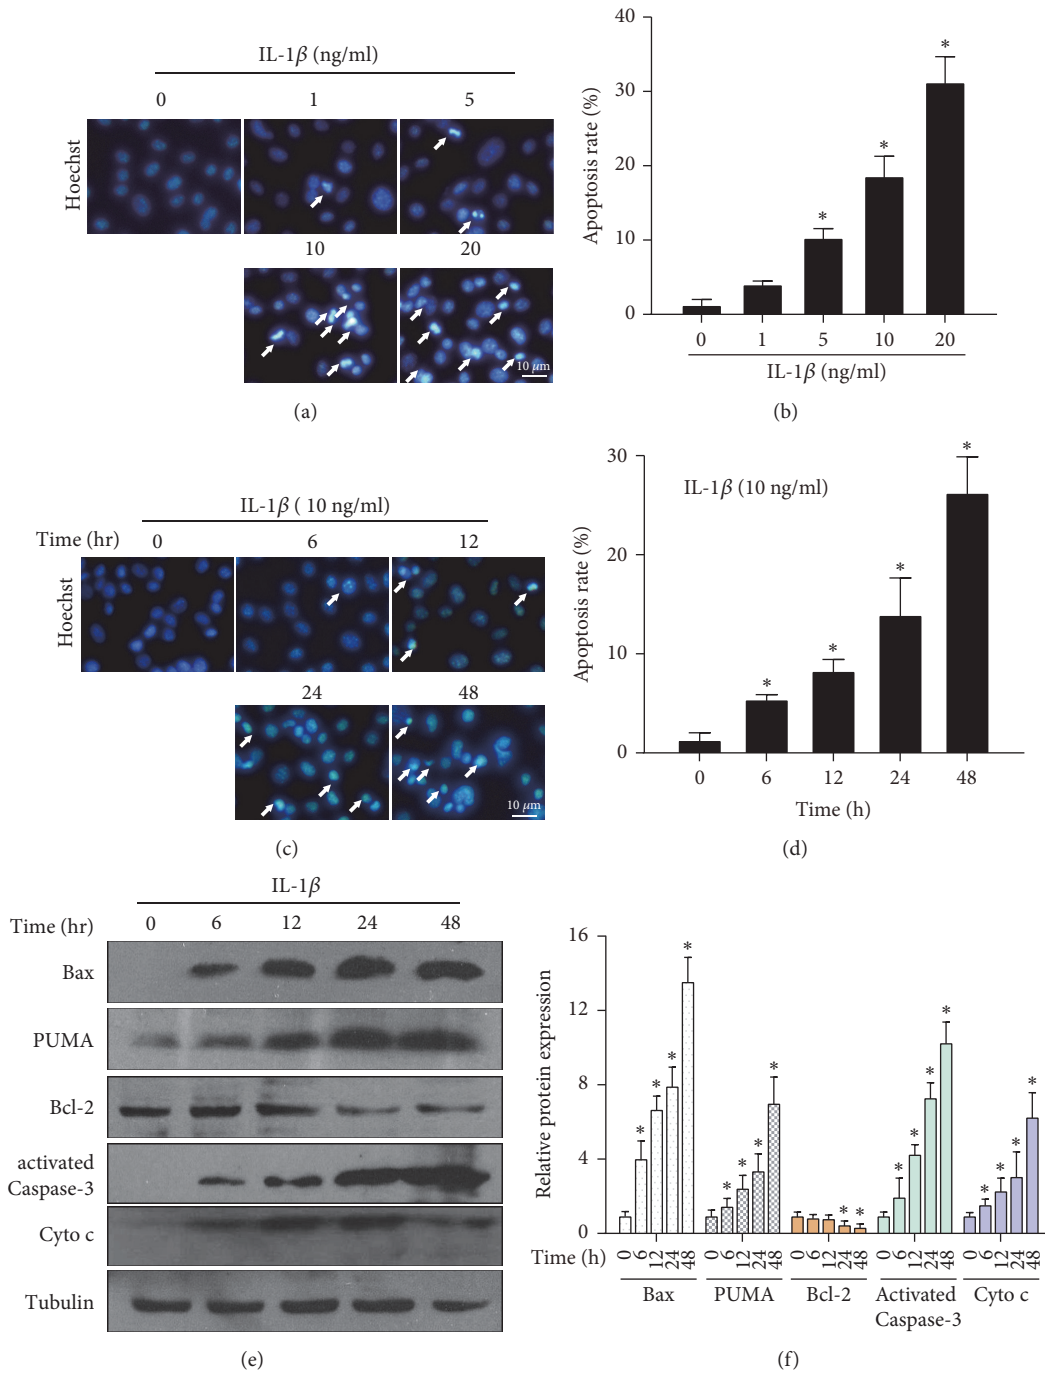 IL-1β (ng/ml)
0 1 5
Hoechst
10 20
10 μm
(a)
Apoptosis rate (%)
40
30
20
10
0
* * * *
0 1 5 10 20
IL-1β (ng/ml)
(b)
IL-1β ( 10 ng/ml)
Time (hr) 0 6 12
Hoechst
24 48
10 μm
(c)
Apoptosis rate (%)
30
20
10
0
IL-1β (10 ng/ml)
* * * *
0 6 12 24 48
Time (h)
(d)
IL-1β
Time (hr) 0 6 12 24 48
Bax
PUMA
Bcl-2
activated
Caspase-3
Cyto c
Tubulin
(e)
Relative protein expression
16
12
8
4
0
* * * * * * * * * * * * * * * * * *
Time (h) 0 6 12 24 48 0 6 12 24 48 0 6 12 24 48 0 6 12 24 48 0 6 12 24 48
Bax PUMA Bcl-2 Activated Cyto c
Caspase-3
(f)